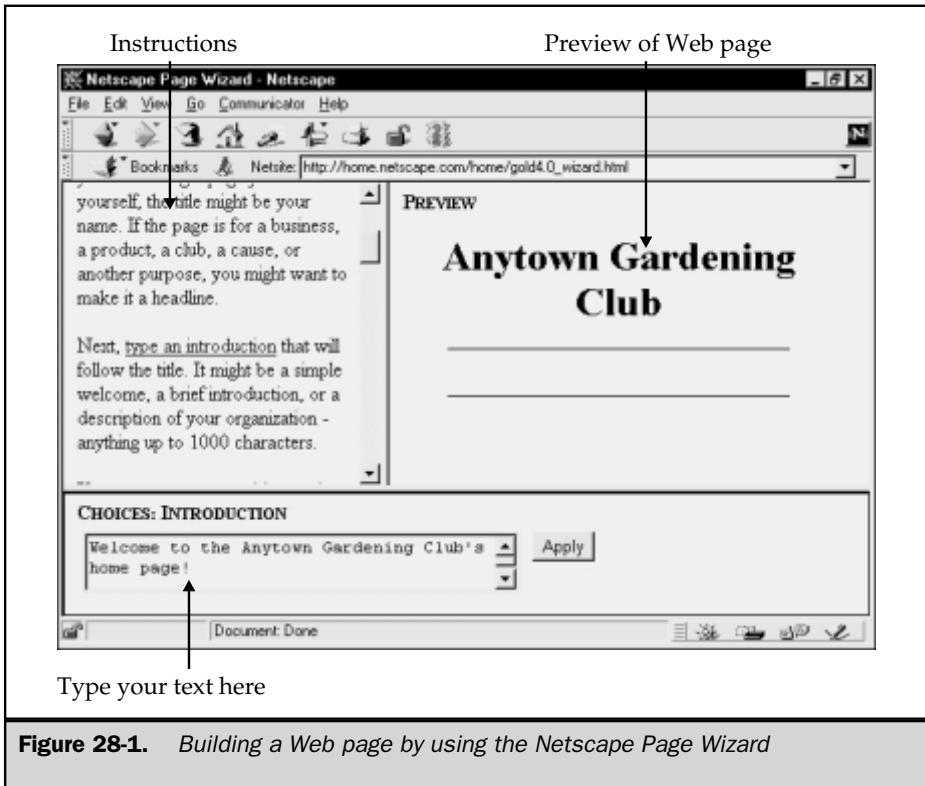 Instructions
Preview of Web page
Netscape Page Wizard - Netscape
File Edit View Go Communicator Help
N
Bookmarks Netsite: http://home.netscape.com/home/gold4.0_wizard.html
yourself, the title might be your
name. If the page is for a business,
a product, a club, a cause, or
another purpose, you might want to
make it a headline.
Next, type an introduction that will
follow the title. It might be a simple
welcome, a brief introduction, or a
description of your organization -
anything up to 1000 characters.
PREVIEW
Anytown Gardening
Club
CHOICES: INTRODUCTION
Welcome to the Anytown Gardening Club's
home page!
Apply
Document: Done
Type your text here
Figure 28-1. Building a Web page by using the Netscape Page Wizard